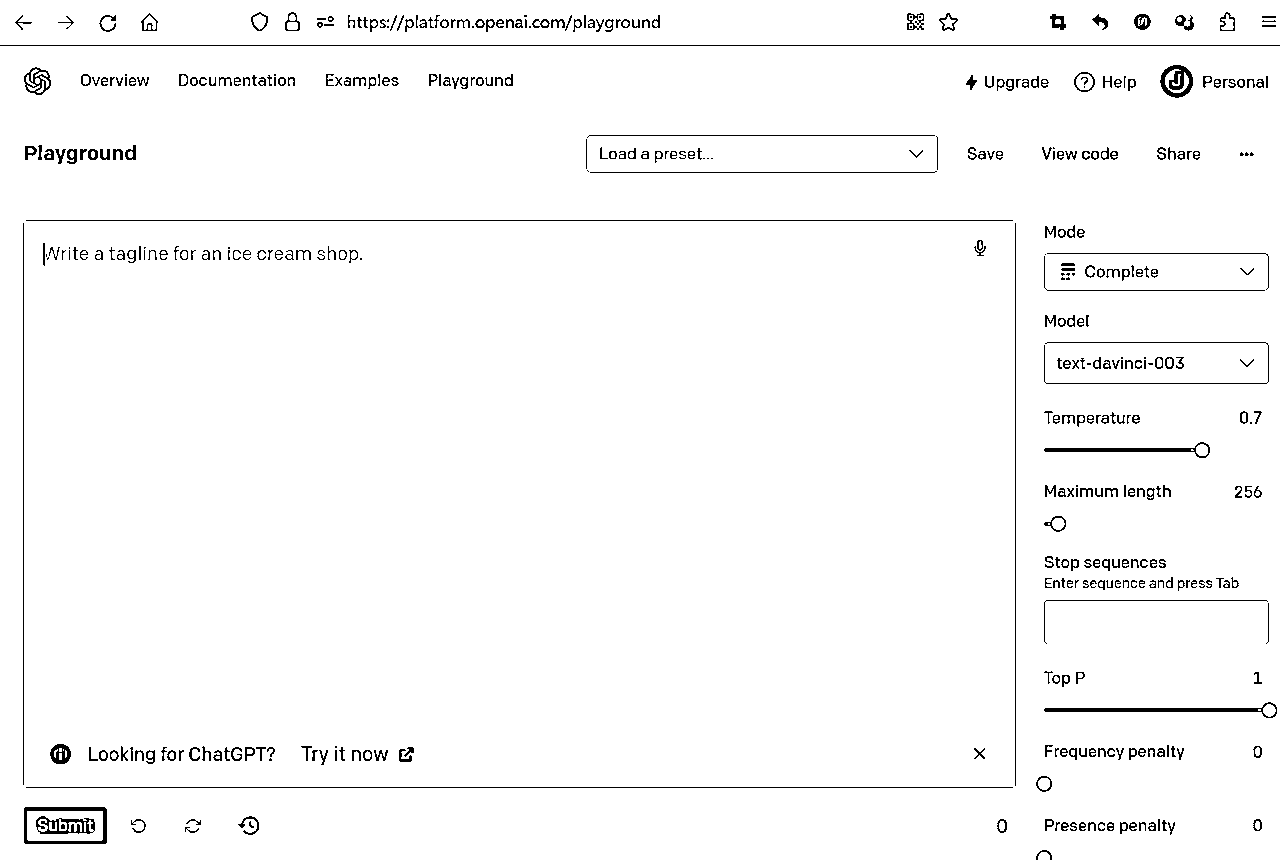 https://platform.openai.com/playground
Overview Documentation Examples Playground
Upgrade Help J Personal
Playground
Load a preset... Save View code Share ...
Write a tagline for an ice cream shop.
Looking for ChatGPT? Try it now
Submit
0
Mode
Complete
Model
text-davinci-003
Temperature 0.7
Maximum length 256
Stop sequences
Enter sequence and press Tab
Top P 1
Frequency penalty 0
Presence penalty 0